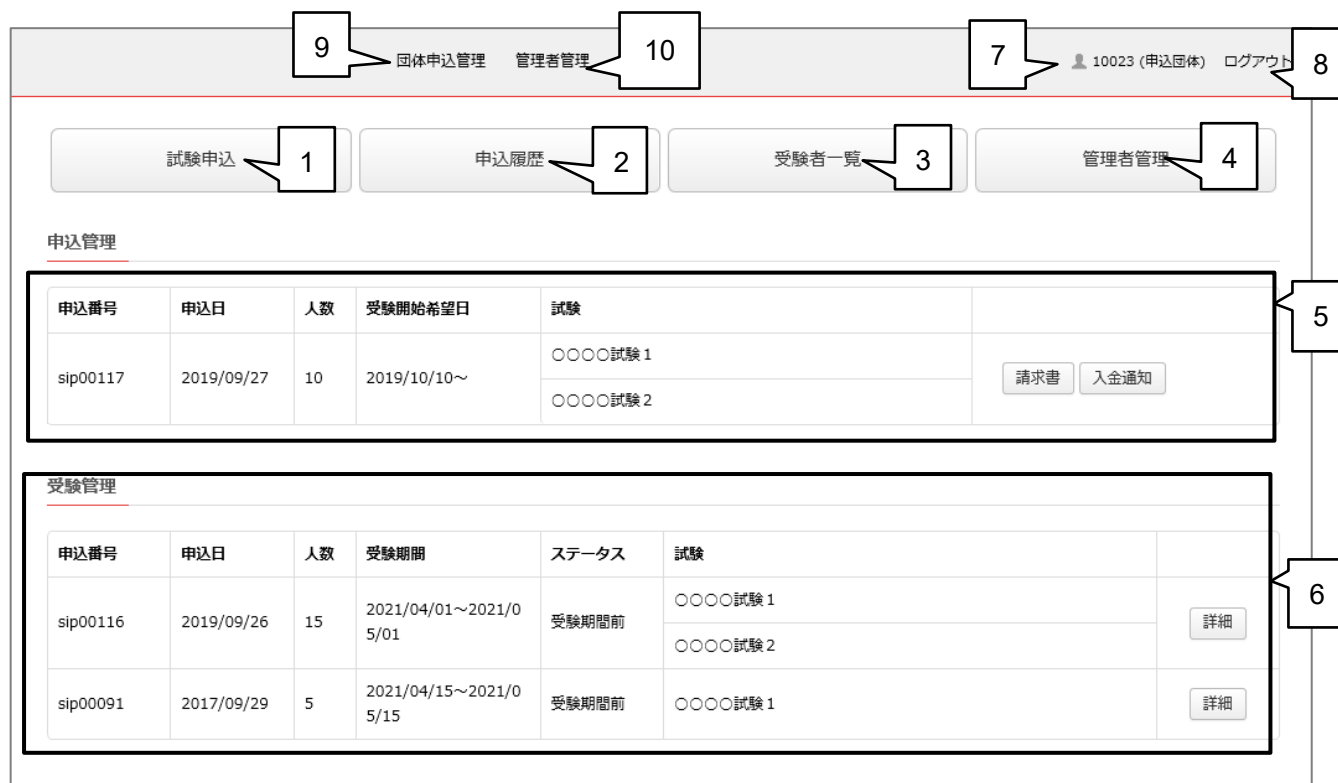 9 団体申込管理 管理者管理 10 7 10023 (申込団体) ログアウト 8
試験申込 1 申込履歴 2 受験者一覧 3 管理者管理 4
申込管理
5
申込番号 申込日 人数 受験開始希望日 試験
sip00117 2019/09/27 10 2019/10/10～ ○○○○試験1 請求書 入金通知
○○○○試験2
受験管理
6
申込番号 申込日 人数 受験期間 ステータス 試験
sip00116 2019/09/26 15 2021/04/01～2021/0 受験期間前 ○○○○試験1 詳細
5/01 ○○○○試験2
sip00091 2017/09/29 5 2021/04/15～2021/0 受験期間前 ○○○○試験1 詳細
5/15